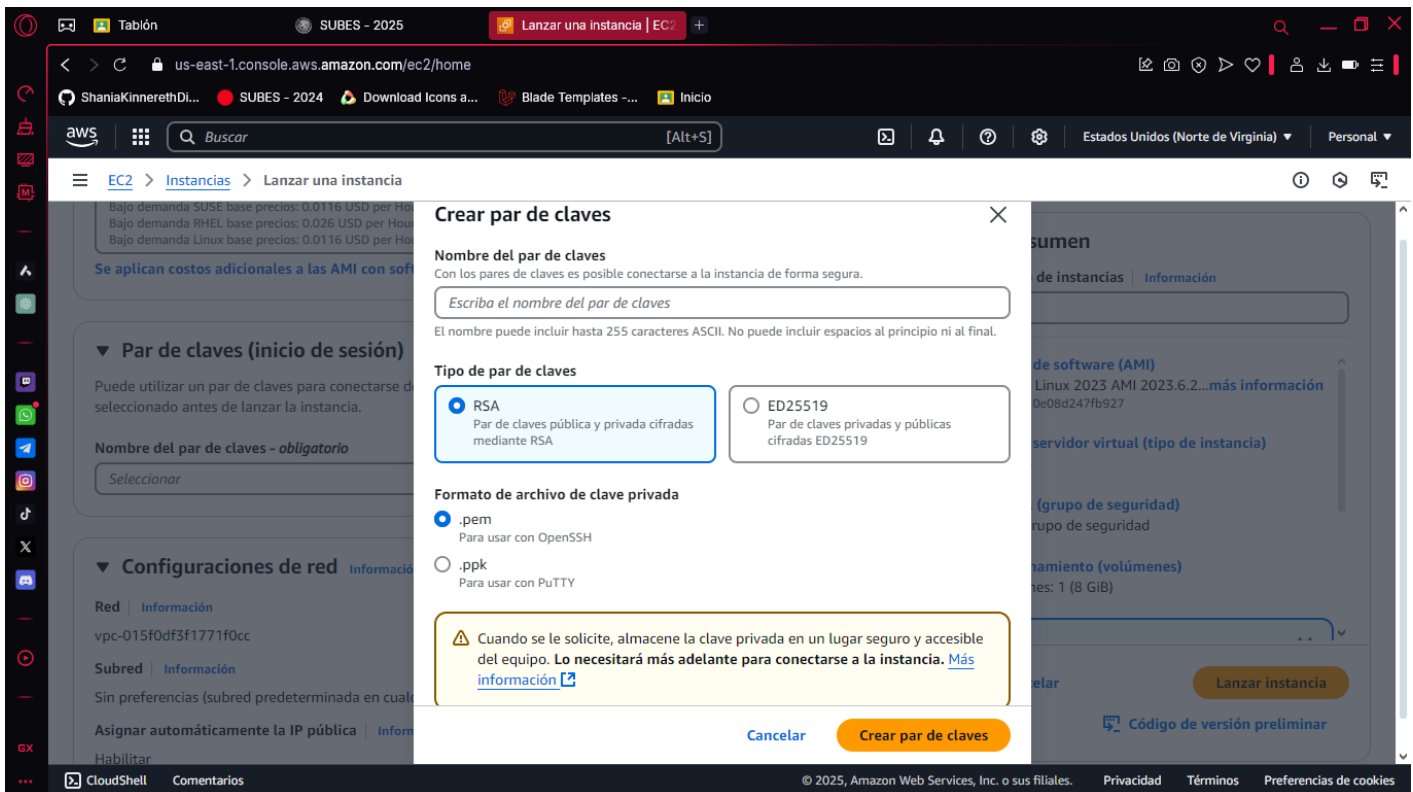 Tablón
SUBES - 2025
Lanzar una instancia | EC2
us-east-1.console.aws.amazon.com/ec2/home
ShaniaKinnerethDi...
SUBES - 2024
Download Icons a...
Blade Templates -...
Inicio
aws
Buscar
[Alt+S]
Estados Unidos (Norte de Virginia)
Personal
EC2 > Instancias > Lanzar una instancia
Bajo demanda SUSE base precios: 0.0116 USD per Hou
Bajo demanda RHEL base precios: 0.026 USD per Hour
Bajo demanda Linux base precios: 0.0116 USD per Ho
Se aplican costos adicionales a las AMI con soft
Par de claves (inicio de sesión)
Puede utilizar un par de claves para conectarse d
seleccionado antes de lanzar la instancia.
Nombre del par de claves - obligatorio
Seleccionar
Configuraciones de red Informació
Red | Información
vpc-015f0df3f1771f0cc
Subred | Información
Sin preferencias (subred predeterminada en cualq
Asignar automáticamente la IP pública | Inform
Habilitar
Crear par de claves
Nombre del par de claves
Con los pares de claves es posible conectarse a la instancia de forma segura.
Escriba el nombre del par de claves
El nombre puede incluir hasta 255 caracteres ASCII. No puede incluir espacios al principio ni al final.
Tipo de par de claves
RSA
Par de claves pública y privada cifradas
mediante RSA
ED25519
Par de claves privadas y públicas
cifradas ED25519
Formato de archivo de clave privada
.pem
Para usar con OpenSSH
.ppk
Para usar con PuTTY
Cuando se le solicite, almacene la clave privada en un lugar seguro y accesible
del equipo. Lo necesitará más adelante para conectarse a la instancia. Más
información
Cancelar
Crear par de claves
sumen
de instancias | Información
de software (AMI)
Linux 2023 AMI 2023.6.2...más información
0e08d247fb927
servidor virtual (tipo de instancia)
(grupo de seguridad)
rupo de seguridad
namiento (volúmenes)
nes: 1 (8 GiB)
elar
Lanzar instancia
Código de versión preliminar
GX
CloudShell
Comentarios
© 2025, Amazon Web Services, Inc. o sus filiales.
Privacidad
Términos
Preferencias de cookies